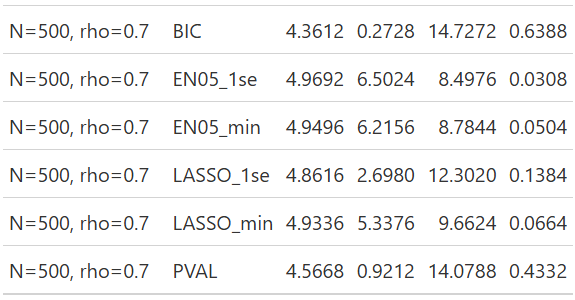 N=500, rho=0.7 BIC 4.3612 0.2728 14.7272 0.6388
N=500, rho=0.7 EN05_1se 4.9692 6.5024 8.4976 0.0308
N=500, rho=0.7 EN05_min 4.9496 6.2156 8.7844 0.0504
N=500, rho=0.7 LASSO_1se 4.8616 2.6980 12.3020 0.1384
N=500, rho=0.7 LASSO_min 4.9336 5.3376 9.6624 0.0664
N=500, rho=0.7 PVAL 4.5668 0.9212 14.0788 0.4332